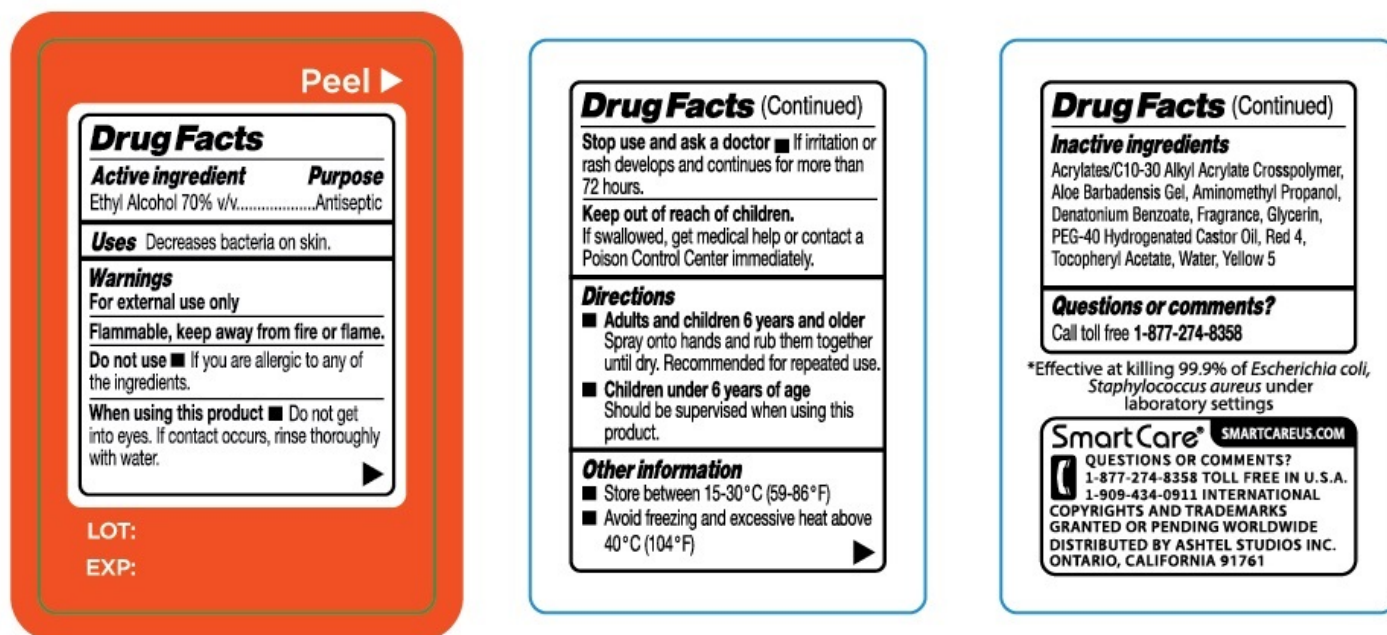 Peel ▶
Drug Facts
Active ingredient Purpose
Ethyl Alcohol 70% v/v...................Antiseptic
Uses Decreases bacteria on skin.
Warnings
For external use only
Flammable, keep away from fire or flame.
Do not use ■ If you are allergic to any of
the ingredients.
When using this product ■ Do not get
into eyes. If contact occurs, rinse thoroughly
with water.
LOT:
EXP:
Drug Facts (Continued)
Stop use and ask a doctor ■ If irritation or
rash develops and continues for more than
72 hours.
Keep out of reach of children.
If swallowed, get medical help or contact a
Poison Control Center immediately.
Directions
■ Adults and children 6 years and older
Spray onto hands and rub them together
until dry. Recommended for repeated use.
■ Children under 6 years of age
Should be supervised when using this
product.
Other information
■ Store between 15-30°C (59-86°F)
■ Avoid freezing and excessive heat above
40°C (104°F)
Drug Facts (Continued)
Inactive ingredients
Acrylates/C10-30 Alkyl Acrylate Crosspolymer,
Aloe Barbadensis Gel, Aminomethyl Propanol,
Denatonium Benzoate, Fragrance, Glycerin,
PEG-40 Hydrogenated Castor Oil, Red 4,
Tocopheryl Acetate, Water, Yellow 5
Questions or comments?
Call toll free 1-877-274-8358
*Effective at killing 99.9% of Escherichia coli,
Staphylococcus aureus under
laboratory settings
Smart Care® SMARTCAREUS.COM
QUESTIONS OR COMMENTS?
1-877-274-8358 TOLL FREE IN U.S.A.
1-909-434-0911 INTERNATIONAL
COPYRIGHTS AND TRADEMARKS
GRANTED OR PENDING WORLDWIDE
DISTRIBUTED BY ASHTEL STUDIOS INC.
ONTARIO, CALIFORNIA 91761